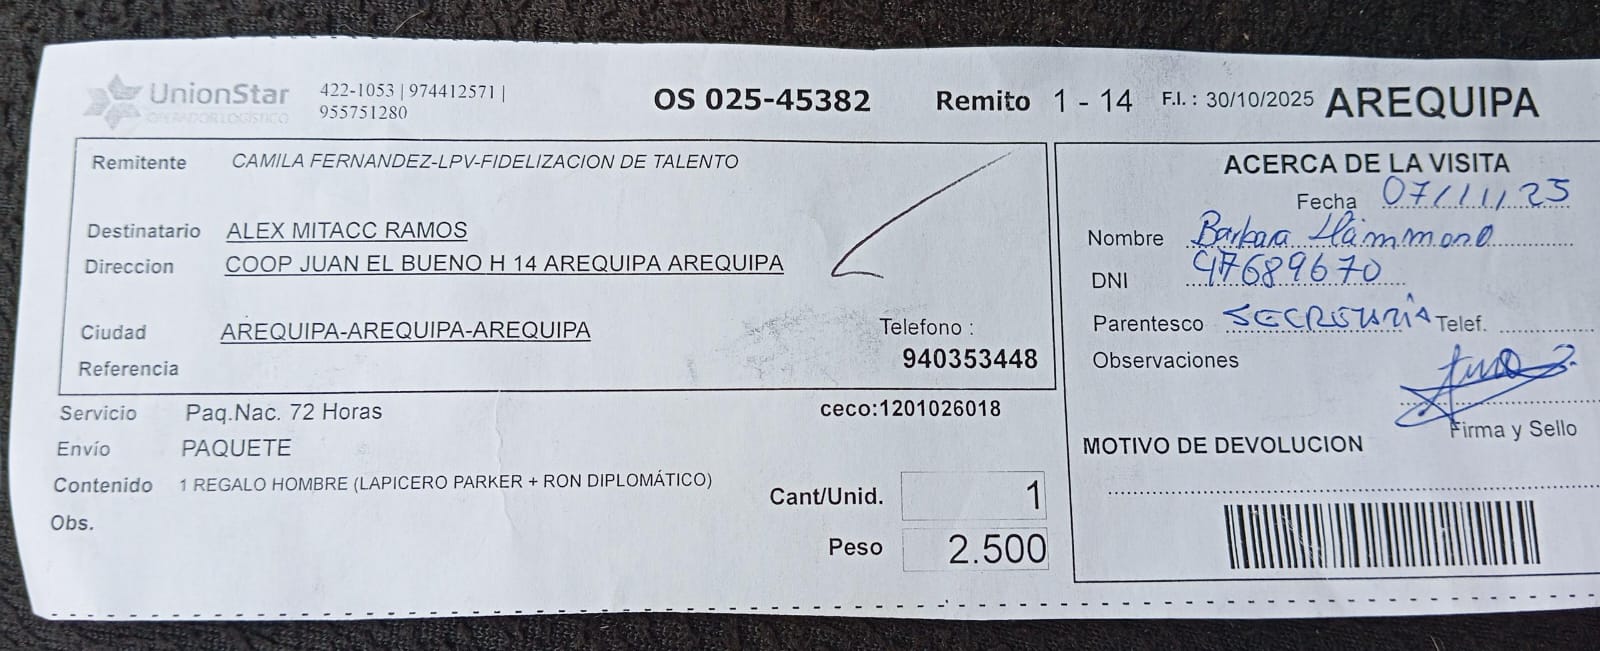 UnionStar
OPERADOR LOGÍSTICO
422-1053 | 974412571 |
955751280
OS 025-45382
Remito 1 - 14
F.I. : 30/10/2025
AREQUIPA
Remitente CAMILA FERNANDEZ-LPV-FIDELIZACION DE TALENTO
Destinatario ALEX MITACC RAMOS
Direccion COOP JUAN EL BUENO H 14 AREQUIPA AREQUIPA
Ciudad AREQUIPA-AREQUIPA-AREQUIPA
Telefono :
940353448
Referencia
Servicio Paq.Nac. 72 Horas
ceco:1201026018
Envío PAQUETE
Contenido 1 REGALO HOMBRE (LAPICERO PARKER + RON DIPLOMÁTICO)
Obs.
Cant/Unid. 1
Peso 2.500
ACERCA DE LA VISITA
Fecha 07/11/25
Nombre Barbara
DNI 47689670
Parentesco SECRETARIA Telef.
Observaciones
Firma y Sello
MOTIVO DE DEVOLUCION